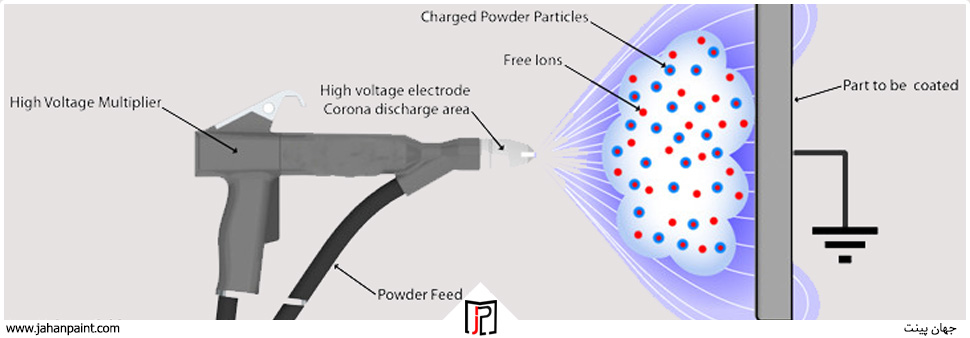 Charged Powder Particles
Free Ions
High voltage electrode
Corona discharge area
High Voltage Multiplier
Part to be coated
Powder Feed
JP
www.jahanpaint.com
جهان پینت